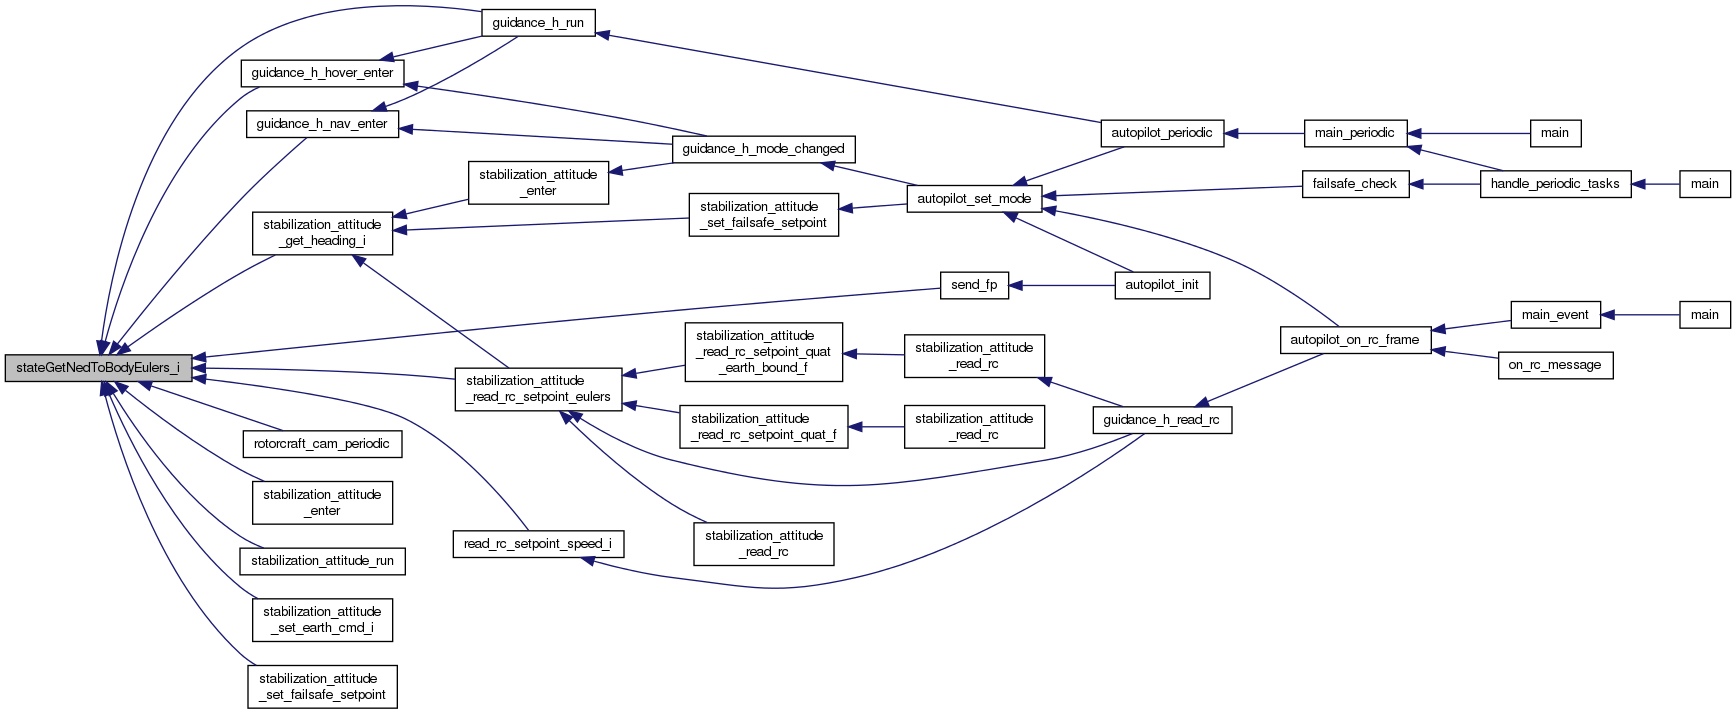 guidance_h_run
guidance_h_hover_enter
guidance_h_nav_enter
autopilot_periodic
main_periodic
main
guidance_h_mode_changed
stabilization_attitude
_enter
failsafe_check
handle_periodic_tasks
main
autopilot_set_mode
stabilization_attitude
_set_failsafe_setpoint
stabilization_attitude
_get_heading_i
send_fp
autopilot_init
main_event
main
stabilization_attitude
_read_rc_setpoint_quat
_earth_bound_f
autopilot_on_rc_frame
stabilization_attitude
_read_rc
on_rc_message
stateGetNedToBodyEulers_i
stabilization_attitude
_read_rc_setpoint_eulers
stabilization_attitude
_read_rc_setpoint_quat_f
stabilization_attitude
_read_rc
guidance_h_read_rc
rotorcraft_cam_periodic
stabilization_attitude
_enter
read_rc_setpoint_speed_i
stabilization_attitude
_read_rc
stabilization_attitude_run
stabilization_attitude
_set_earth_cmd_i
stabilization_attitude
_set_failsafe_setpoint